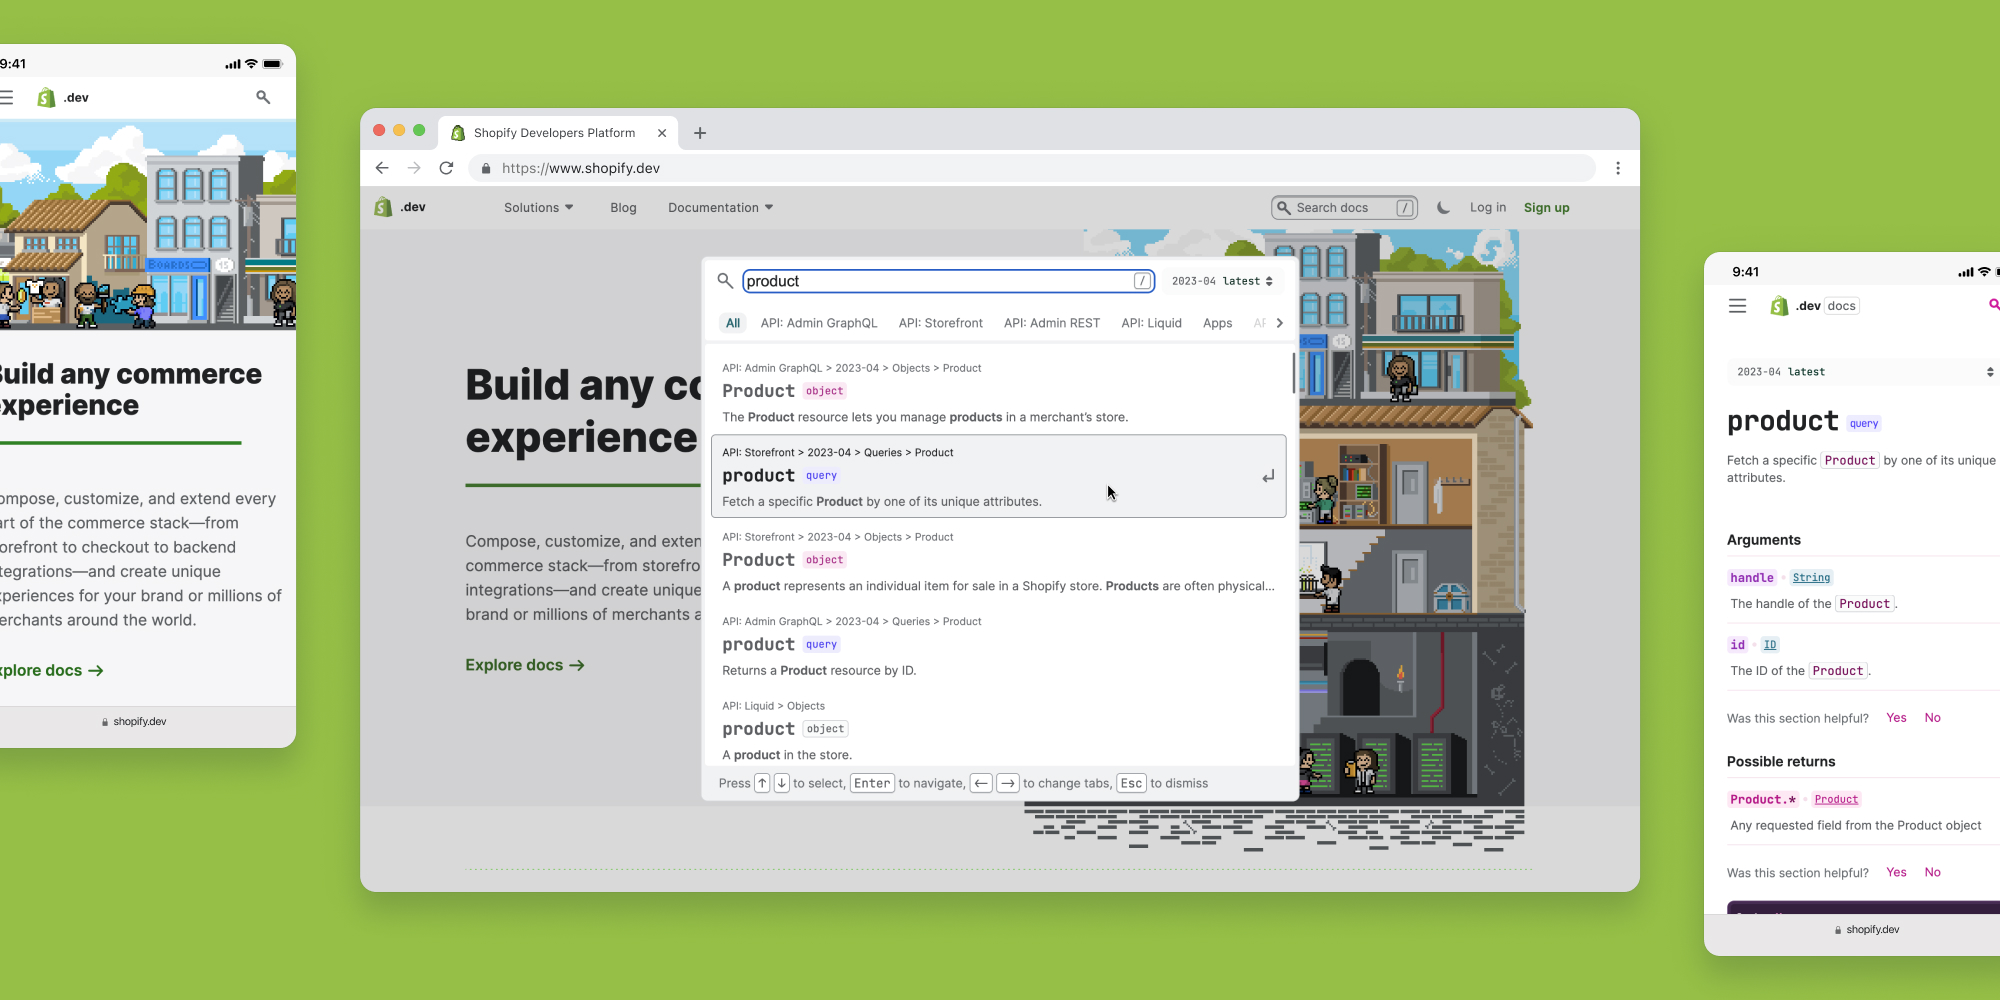 9:41
.dev
Build any commerce
experience
ompose, customize, and extend every
art of the commerce stack—from
orefront to checkout to backend
tegrations—and create unique
xperiences for your brand or millions of
erchants around the world.
xplore docs →
shopify.dev
BOARDS
15
Shopify Developers Platform
https://www.shopify.dev
.dev
Solutions
Blog
Documentation
Search docs /
Log in
Sign up
Build any co
experience
Compose, customize, and exten
commerce stack—from storefro
integrations—and create unique
brand or millions of merchants a
Explore docs →
15
product /
2023-04 latest
All API: Admin GraphQL API: Storefront API: Admin REST API: Liquid Apps AP
API: Admin GraphQL > 2023-04 > Objects > Product
Product object
The Product resource lets you manage products in a merchant's store.
API: Storefront > 2023-04 > Queries > Product
product query
Fetch a specific Product by one of its unique attributes.
API: Storefront > 2023-04 > Objects > Product
Product object
A product represents an individual item for sale in a Shopify store. Products are often physical...
API: Admin GraphQL > 2023-04 > Queries > Product
product query
Returns a Product resource by ID.
API: Liquid > Objects
product object
A product in the store.
Press ↑ ↓ to select, Enter to navigate, ← → to change tabs, Esc to dismiss
9:41
.dev docs
2023-04 latest
product query
Fetch a specific Product by one of its unique
attributes.
Arguments
handle • String
The handle of the Product.
id • ID
The ID of the Product.
Was this section helpful? Yes No
Possible returns
Product.* • Product
Any requested field from the Product object
Was this section helpful? Yes No
shopify.dev